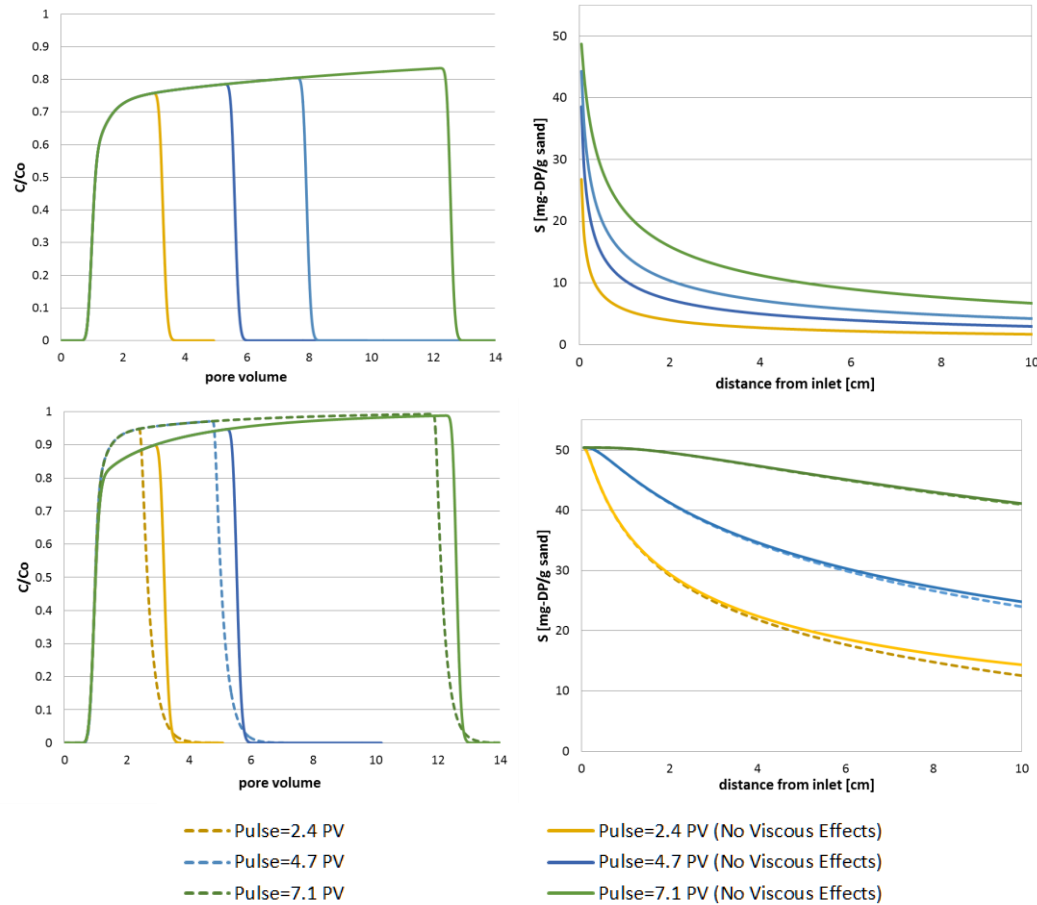 1
0.9
0.8
0.7
0.6
0.5
0.4
0.3
0.2
0.1
0
C/Co
0 2 4 6 8 10 12 14
pore volume
50
40
30
20
10
0
S [mg-DP/g sand]
0 2 4 6 8 10
distance from inlet [cm]
1
0.9
0.8
0.7
0.6
0.5
0.4
0.3
0.2
0.1
0
C/Co
0 2 4 6 8 10 12 14
pore volume
50
40
30
20
10
0
S [mg-DP/g sand]
0 2 4 6 8 10
distance from inlet [cm]
Pulse=2.4 PV
Pulse=4.7 PV
Pulse=7.1 PV
Pulse=2.4 PV (No Viscous Effects)
Pulse=4.7 PV (No Viscous Effects)
Pulse=7.1 PV (No Viscous Effects)